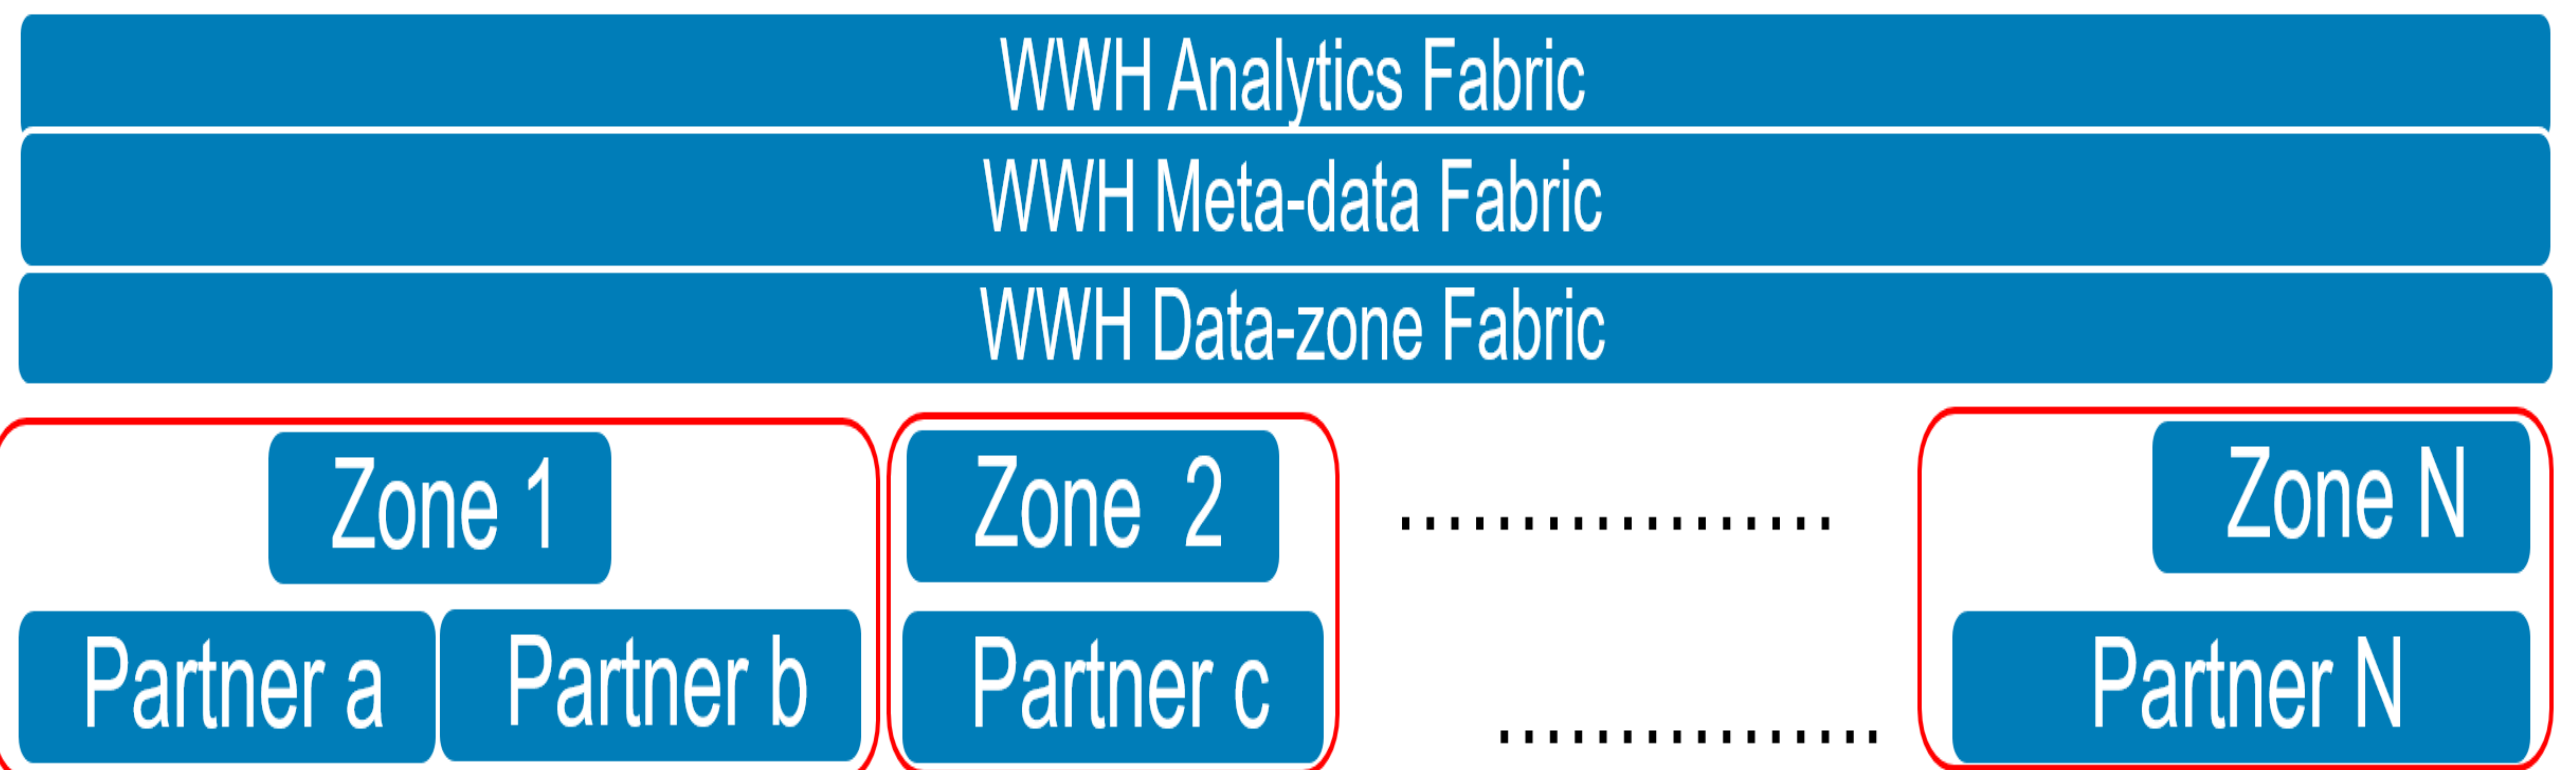 WWH Analytics Fabric
WWH Meta-data Fabric
WWH Data-zone Fabric
Zone 1
Zone 2
..................
Zone N
Partner a
Partner b
Partner c
................
Partner N